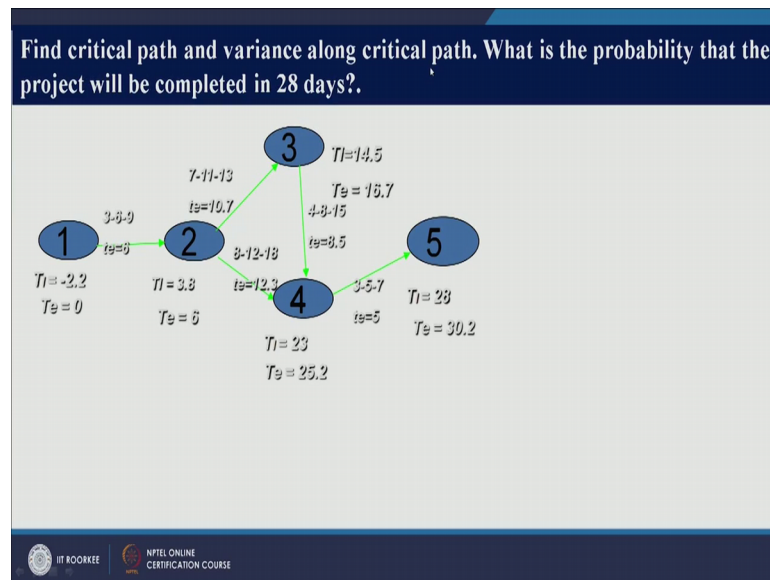 Find critical path and variance along critical path. What is the probability that the
project will be completed in 28 days?.
3
Tl=14.5
7-11-13
Te = 16.7
te=10.7
4-8-15
3-6-9
1
2
5
te=6
8-12-18
te=8.5
Tl = -2.2
Tl = 3.8
te=12.3
4
3-5-7
Tl = 28
Te = 0
Te = 6
te=5
Te = 30.2
Tl = 23
Te = 25.2
IIT ROORKEE
NPTEL ONLINE
CERTIFICATION COURSE